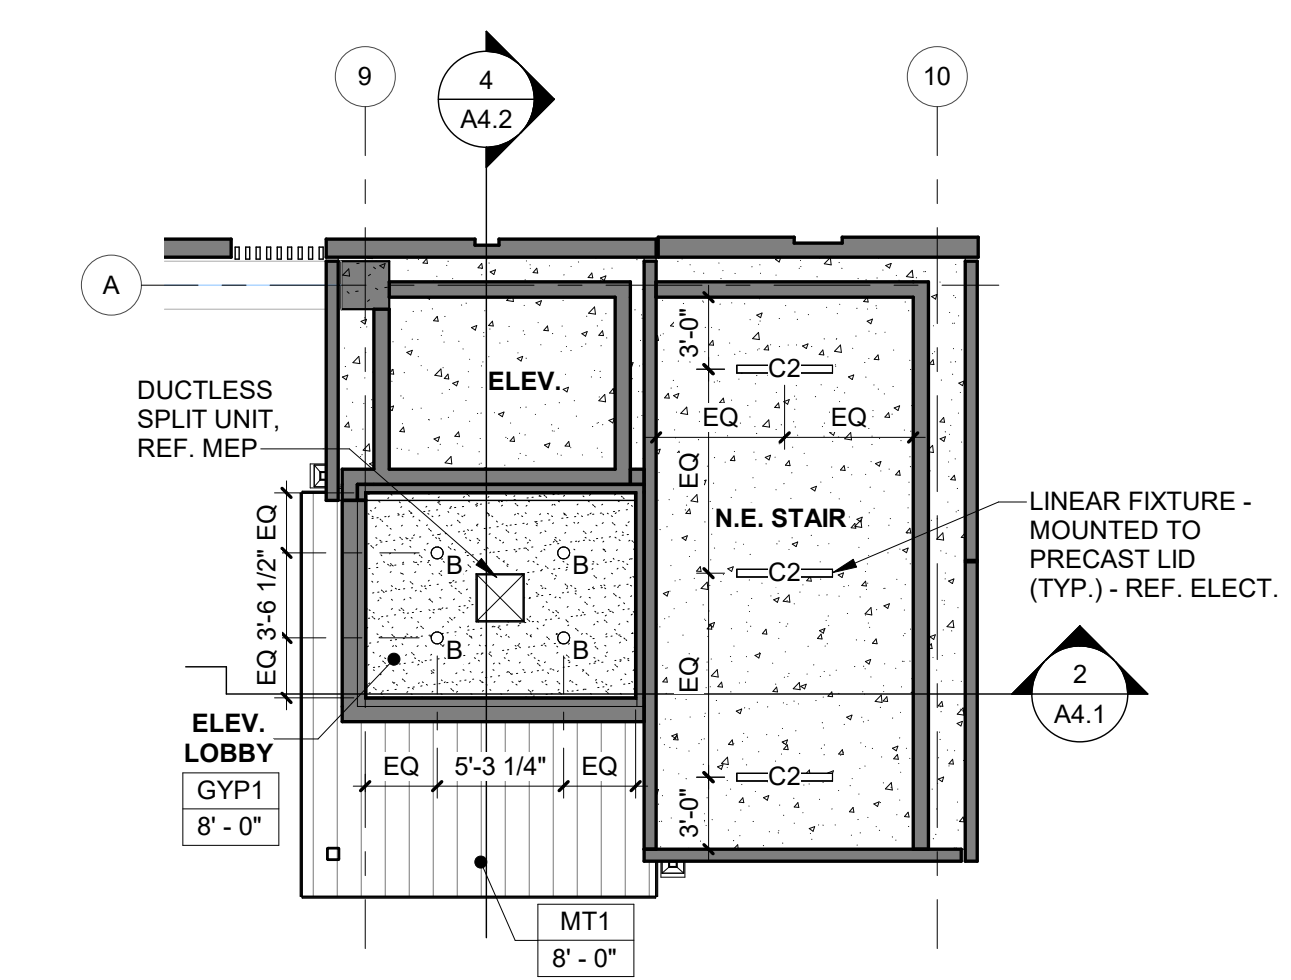 9
4
A4.2
10
A
DUCTLESS
SPLIT UNIT,
REF. MEP
ELEV.
3'-0"
C2
EQ
EQ
EQ
N.E. STAIR
LINEAR FIXTURE -
MOUNTED TO
PRECAST LID
(TYP.) - REF. ELECT.
C2
EQ
3'-6 1/2"
EQ
B
B
B
B
EQ
2
A4.1
ELEV.
LOBBY
GYP1
8' - 0"
EQ
5'-3 1/4"
EQ
C2
3'-0"
MT1
8' - 0"